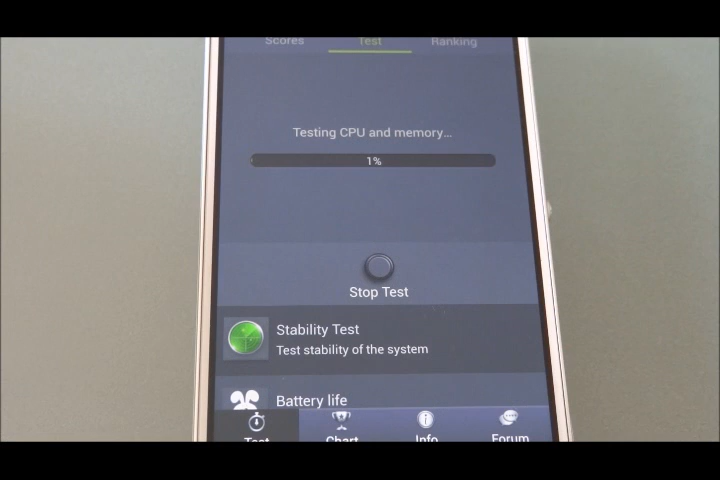 Scores Test Ranking
Testing CPU and memory...
1%
Stop Test
Stability Test
Test stability of the system
Battery life
Test Chart Info Forum